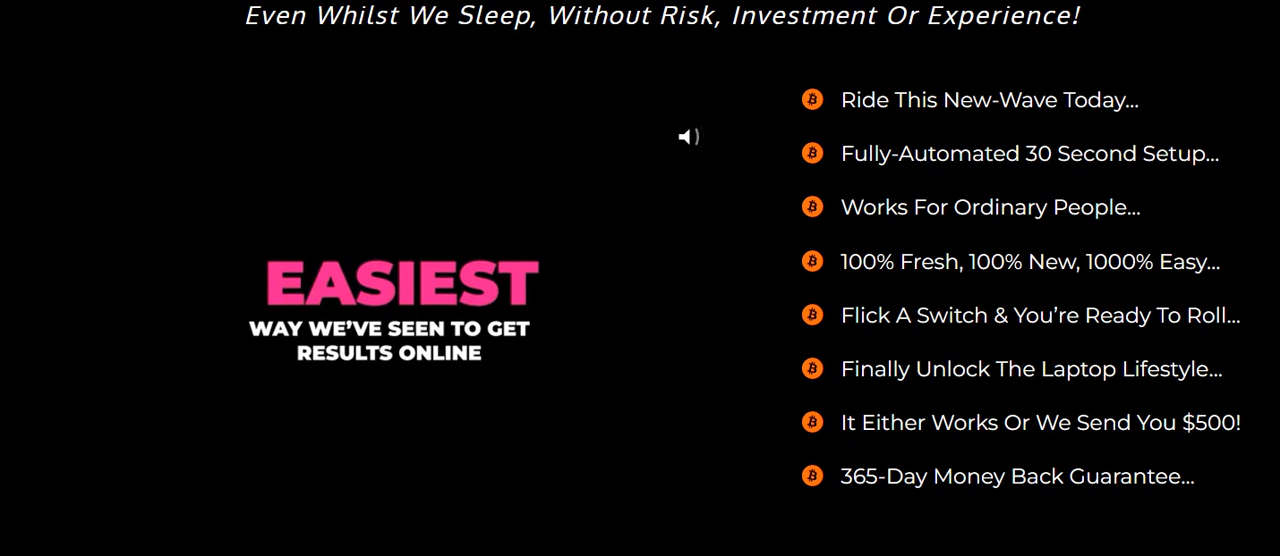 Even Whilst We Sleep, Without Risk, Investment Or Experience!
Ride This New-Wave Today...
Fully-Automated 30 Second Setup...
Works For Ordinary People...
100% Fresh, 100% New, 1000% Easy...
Flick A Switch & You’re Ready To Roll...
Finally Unlock The Laptop Lifestyle...
It Either Works Or We Send You $500!
365-Day Money Back Guarantee...
EASIEST
WAY WE’VE SEEN TO GET
RESULTS ONLINE